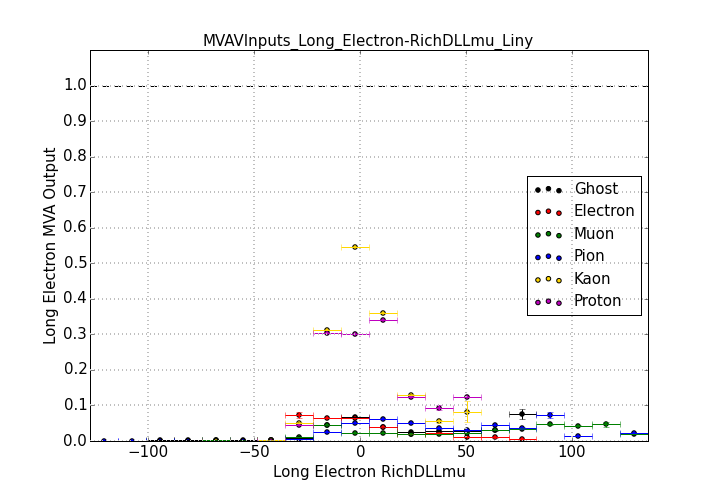 MVAVInputs_Long_Electron-RichDLLmu_Liny
Long Electron MVA Output
1.0
0.9
0.8
0.7
0.6
0.5
0.4
0.3
0.2
0.1
0.0
Ghost
Electron
Muon
Pion
Kaon
Proton
−100
−50
0
50
100
Long Electron RichDLLmu